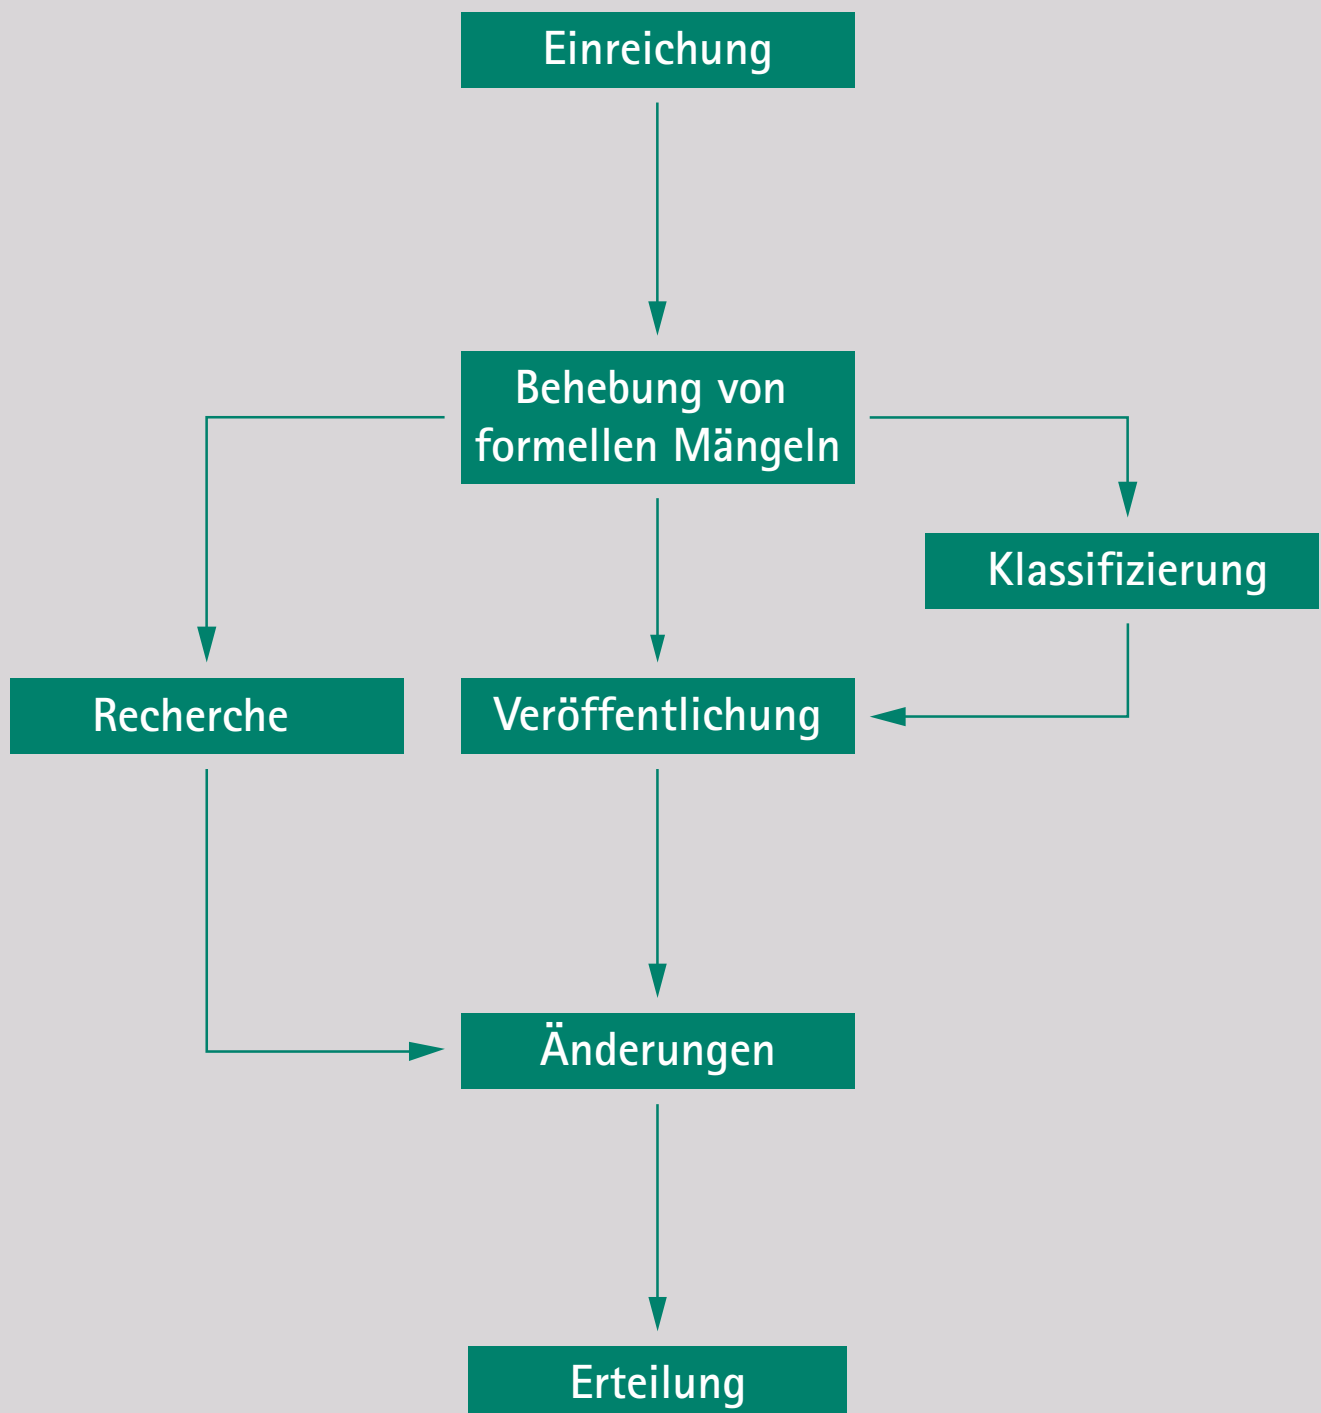 Einreichung
Behebung von
formellen Mängeln
Klassifizierung
Recherche
Veröffentlichung
Änderungen
Erteilung